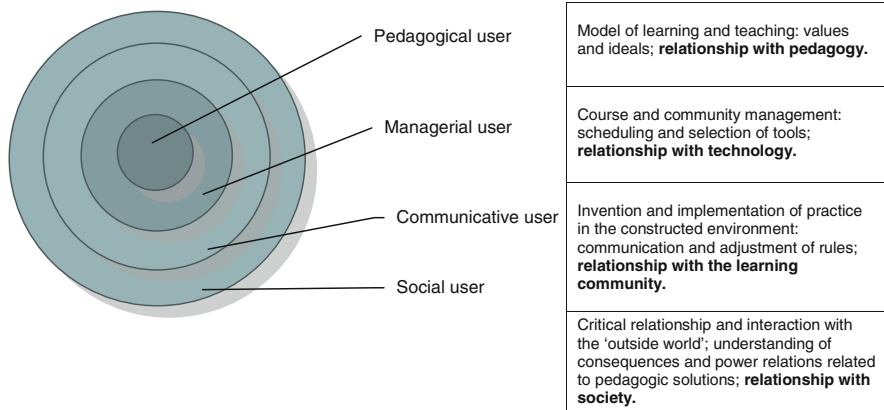 Pedagogical user
Managerial user
Communicative user
Social user
Model of learning and teaching: values
and ideals; relationship with pedagogy.
Course and community management:
scheduling and selection of tools;
relationship with technology.
Invention and implementation of practice
in the constructed environment:
communication and adjustment of rules;
relationship with the learning
community.
Critical relationship and interaction with
the ‘outside world’; understanding of
consequences and power relations related
to pedagogic solutions; relationship with
society.